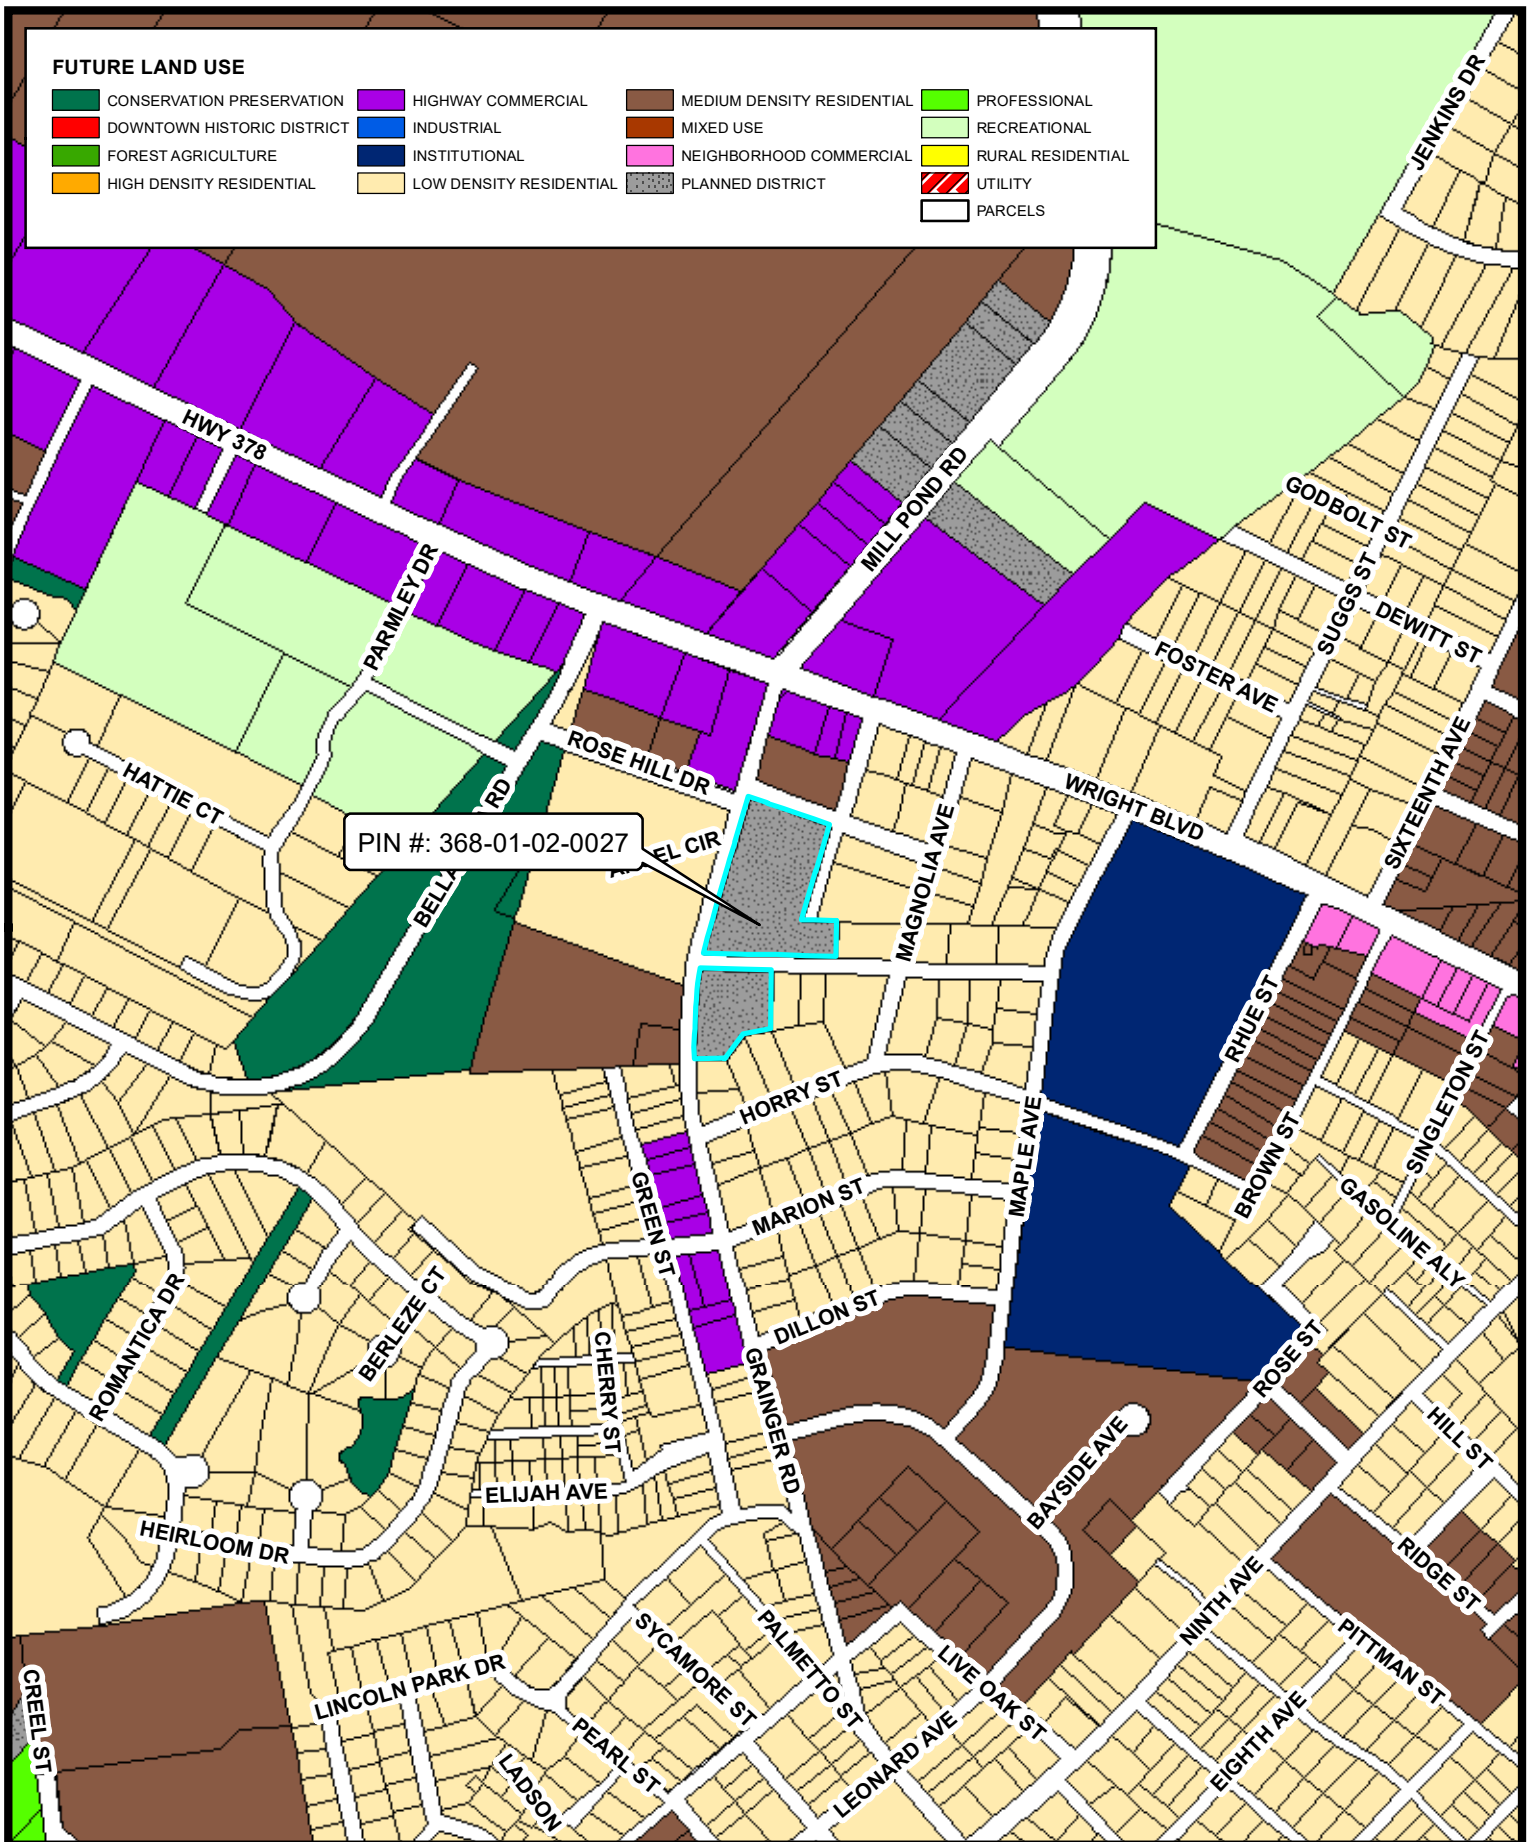 FUTURE LAND USE
CONSERVATION PRESERVATION
DOWNTOWN HISTORIC DISTRICT
FOREST AGRICULTURE
HIGH DENSITY RESIDENTIAL
HIGHWAY COMMERCIAL
INDUSTRIAL
INSTITUTIONAL
LOW DENSITY RESIDENTIAL
MEDIUM DENSITY RESIDENTIAL
MIXED USE
NEIGHBORHOOD COMMERCIAL
PLANNED DISTRICT
PROFESSIONAL
RECREATIONAL
RURAL RESIDENTIAL
UTILITY
PARCELS
JENKINS DR
HWY 378
MILL POND RD
GODBOLT ST
SUGGS ST
DEWITT ST
PARMLEY DR
FOSTER AVE
SIXTEENTH AVE
ROSE HILL DR
HATTIE CT
WRIGHT BLVD
PIN #: 368-01-02-0027
EL CIR
BELLA RD
MAGNOLIA AVE
RHUE ST
SINGLETON ST
HORRY ST
MAPLE AVE
BROWN ST
GREEN ST
MARION ST
GASOLINE ALY
ROMANTICA DR
BERLEZE CT
DILLON ST
CHERRY ST
ROSE ST
GRAINGER RD
HILL ST
BAYSIDE AVE
ELIJAH AVE
HEIRLOOM DR
RIDGE ST
NINTH AVE
PITTMAN ST
SYCAMORE ST
PALMETTO ST
LIVE OAK ST
CREEL ST
LINCOLN PARK DR
PEARL ST
LEONARD AVE
EIGHTH AVE
LADSON